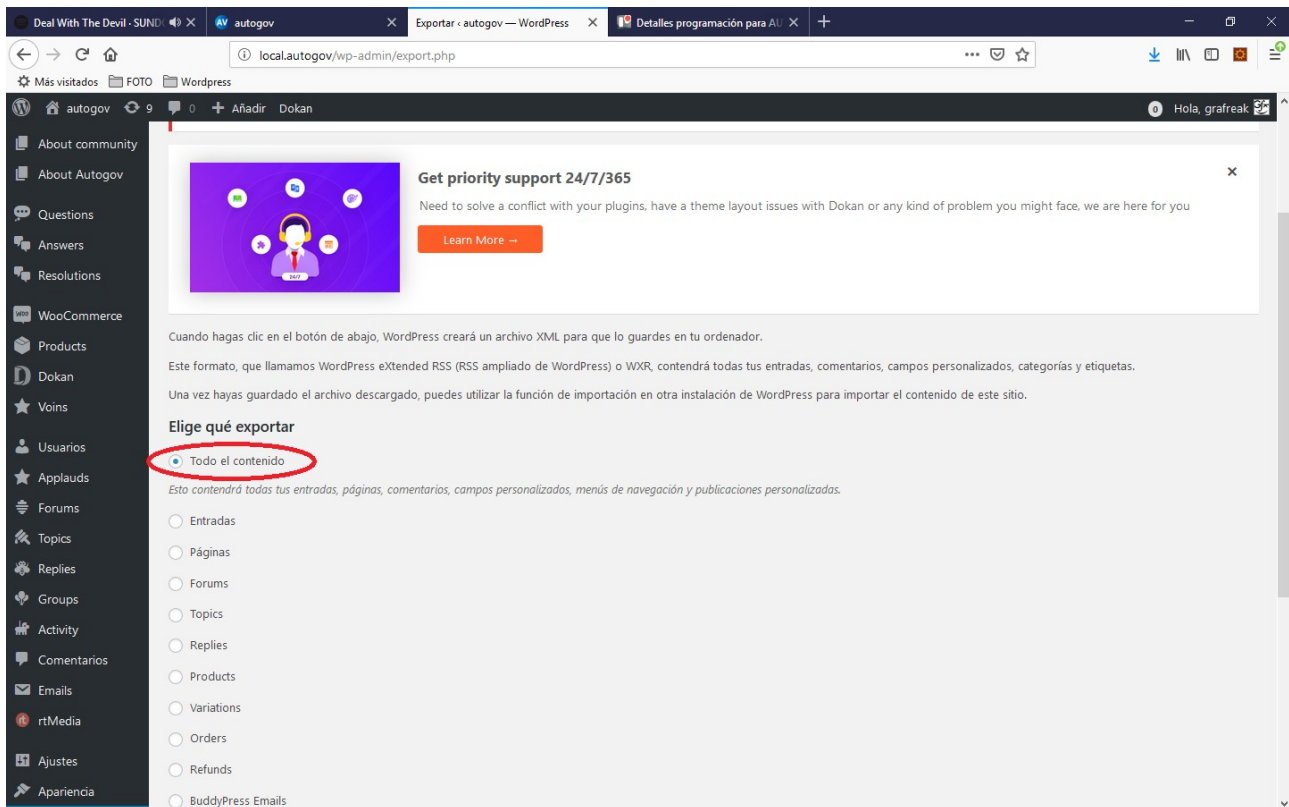 Deal With The Devil · SUND
AV autogov
Exportar ‹ autogov — WordPress
Detalles programación para AU
local.autogov/wp-admin/export.php
Más visitados FOTO Wordpress
autogov 9 0 + Añadir Dokan
0 Hola, grafreak
About community
About Autogov
Questions
Answers
Resolutions
WooCommerce
Products
Dokan
Voins
Usuarios
Applauds
Forums
Topics
Replies
Groups
Activity
Comentarios
Emails
rtMedia
Ajustes
Apariencia
24/7
Get priority support 24/7/365
Need to solve a conflict with your plugins, have a theme layout issues with Dokan or any kind of problem you might face, we are here for you
Learn More →
Cuando hagas clic en el botón de abajo, WordPress creará un archivo XML para que lo guardes en tu ordenador.
Este formato, que llamamos WordPress eXtended RSS (RSS ampliado de WordPress) o WXR, contendrá todas tus entradas, comentarios, campos personalizados, categorías y etiquetas.
Una vez hayas guardado el archivo descargado, puedes utilizar la función de importación en otra instalación de WordPress para importar el contenido de este sitio.
Elige qué exportar
Todo el contenido
Esto contendrá todas tus entradas, páginas, comentarios, campos personalizados, menús de navegación y publicaciones personalizadas.
Entradas
Páginas
Forums
Topics
Replies
Products
Variations
Orders
Refunds
BuddyPress Emails